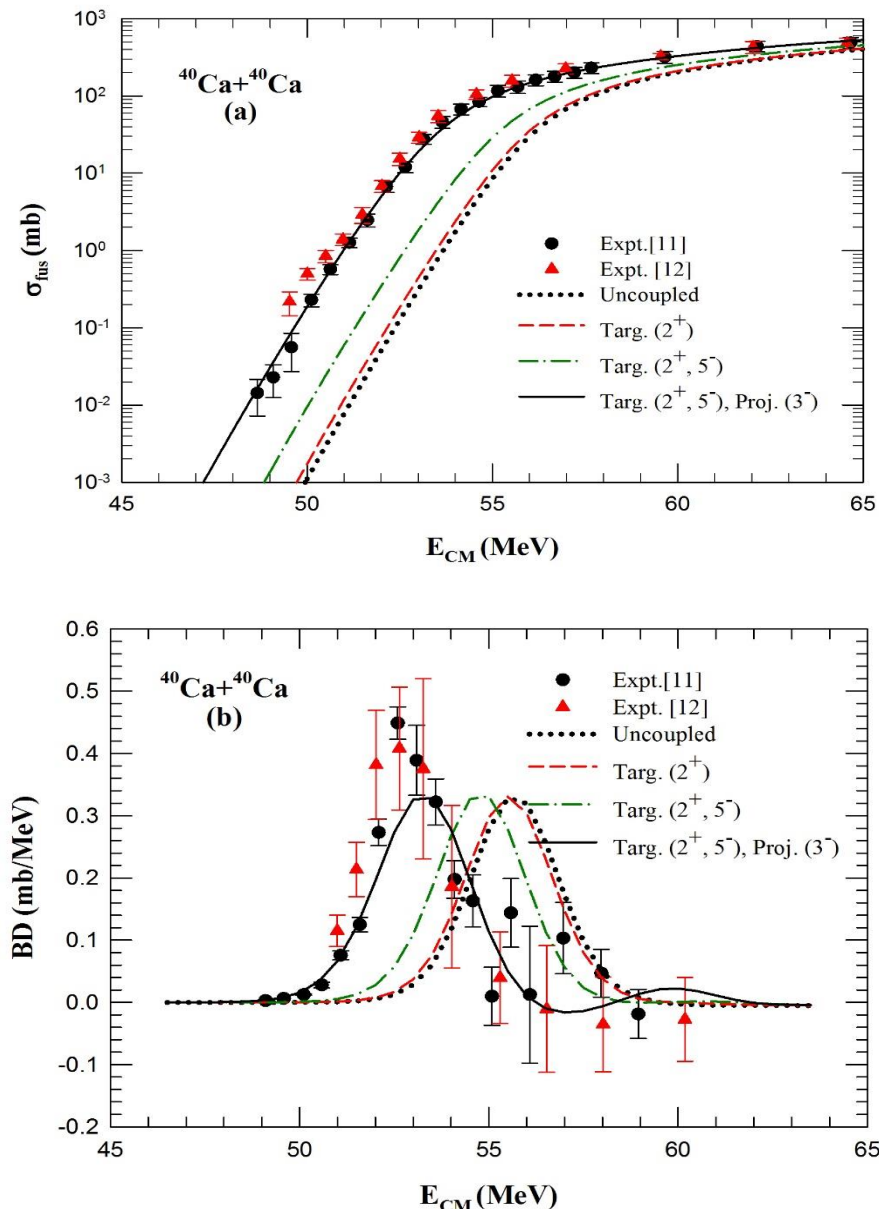 10³
⁴⁰Ca+⁴⁰Ca
(a)
10²
10¹
10⁰
10⁻¹
10⁻²
10⁻³
σfus (mb)
Expt.[11]
Expt. [12]
Uncoupled
Targ. (2⁺)
Targ. (2⁺, 5⁻)
Targ. (2⁺, 5⁻), Proj. (3⁻)
45 50 55 60 65
E_CM (MeV)
0.6
⁴⁰Ca+⁴⁰Ca
(b)
0.5
0.4
0.3
0.2
0.1
0.0
-0.1
-0.2
BD (mb/MeV)
Expt.[11]
Expt. [12]
Uncoupled
Targ. (2⁺)
Targ. (2⁺, 5⁻)
Targ. (2⁺, 5⁻), Proj. (3⁻)
45 50 55 60 65
E_CM (MeV)